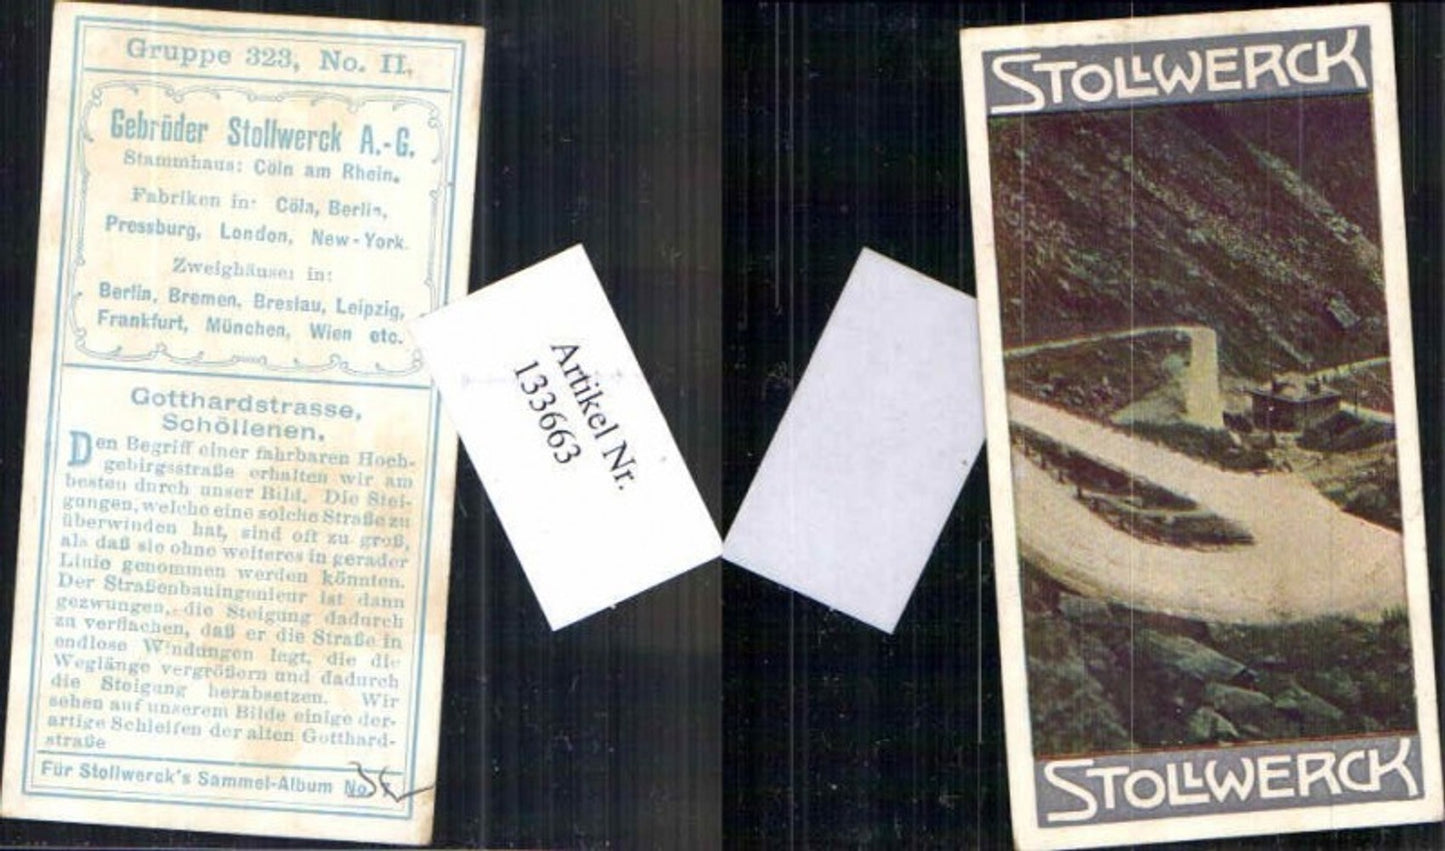 Gruppe 323, No. II.
Gebrüder Stollwerck A.-G.
Stammhaus: Cöln am Rhein.
Fabriken in: Cöln, Berlin,
Pressburg, London, New-York.
Zweighäuser in:
Berlin, Bremen, Breslau, Leipzig,
Frankfurt, München, Wien etc.
Gotthardstrasse,
Schöllenen.
Den Begriff einer fahrbaren Hoch-
gebirgsstraße erhalten wir am
besten durch unser Bild. Die Stei-
gungen, welche eine solche Straße zu
überwinden hat, sind oft zu groß,
als daß sie ohne weiteres in gerader
Linie genommen werden könnten.
Der Straßenbauingenieur ist dann
gezwungen, die Steigung dadurch
zu verflachen, daß er die Straße in
endlose Windungen legt, die die
Weglänge vergrößern und dadurch
die Steigung herabsetzen. Wir
sehen auf unserem Bilde einige der-
artige Schleifen der alten Gotthard-
straße
Für Stollwerck's Sammel-Album No
Artikel Nr.
133663
STOLLWERCK
STOLLWERCK